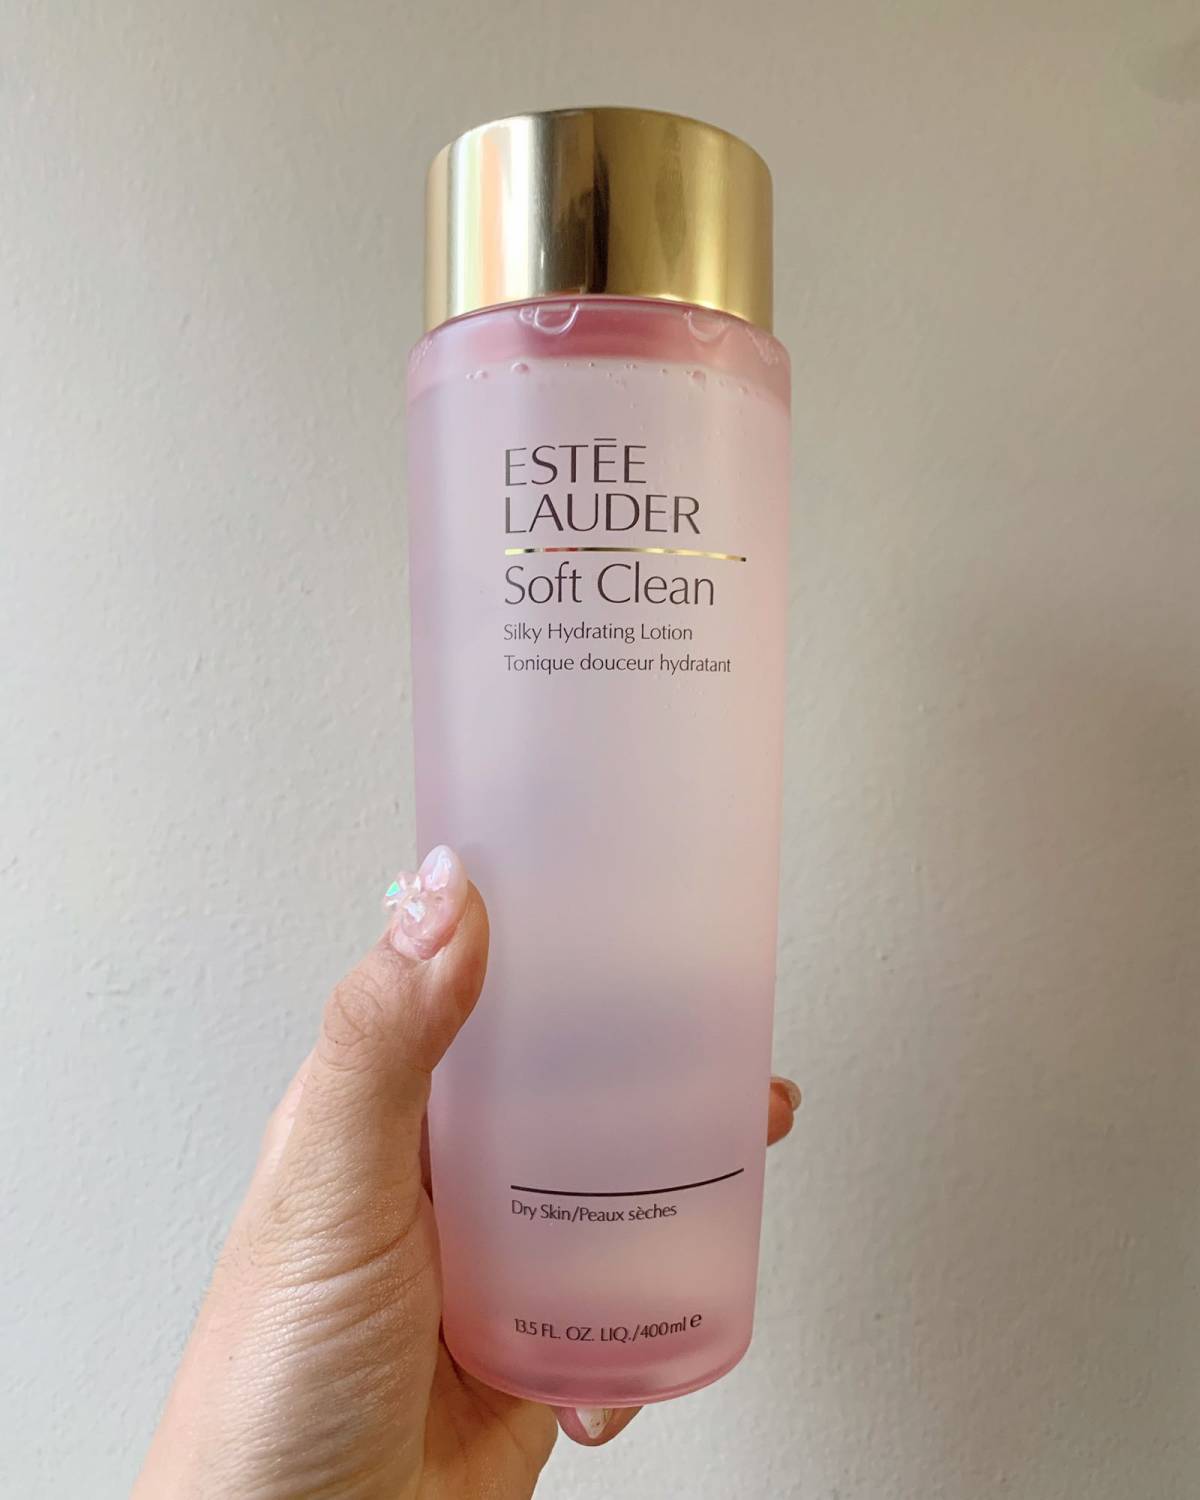 ESTĒE
LAUDER
Soft Clean
Silky Hydrating Lotion
Tonique douceur hydratant
Dry Skin/Peaux sèches
13.5 FL. OZ. LIQ./400ml ℮